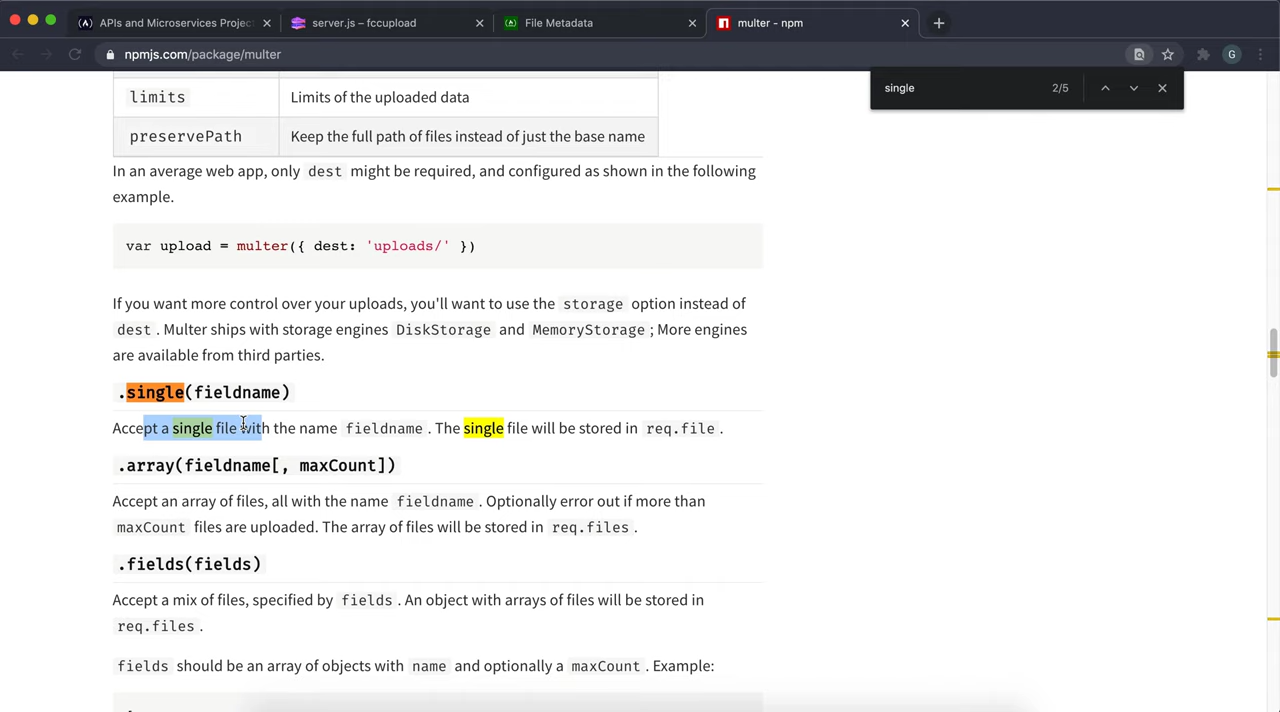 APIs and Microservices Projec
server.js – fccupload
File Metadata
multer - npm
npmjs.com/package/multer
G
single
2/5
limits
Limits of the uploaded data
preservePath
Keep the full path of files instead of just the base name
In an average web app, only dest might be required, and configured as shown in the following
example.
var upload = multer({ dest: 'uploads/' })
If you want more control over your uploads, you'll want to use the storage option instead of
dest . Multer ships with storage engines DiskStorage and MemoryStorage ; More engines
are available from third parties.
.single(fieldname)
Accept a single file with the name fieldname . The single file will be stored in req.file .
.array(fieldname[, maxCount])
Accept an array of files, all with the name fieldname . Optionally error out if more than
maxCount files are uploaded. The array of files will be stored in req.files .
.fields(fields)
Accept a mix of files, specified by fields . An object with arrays of files will be stored in
req.files .
fields should be an array of objects with name and optionally a maxCount . Example: